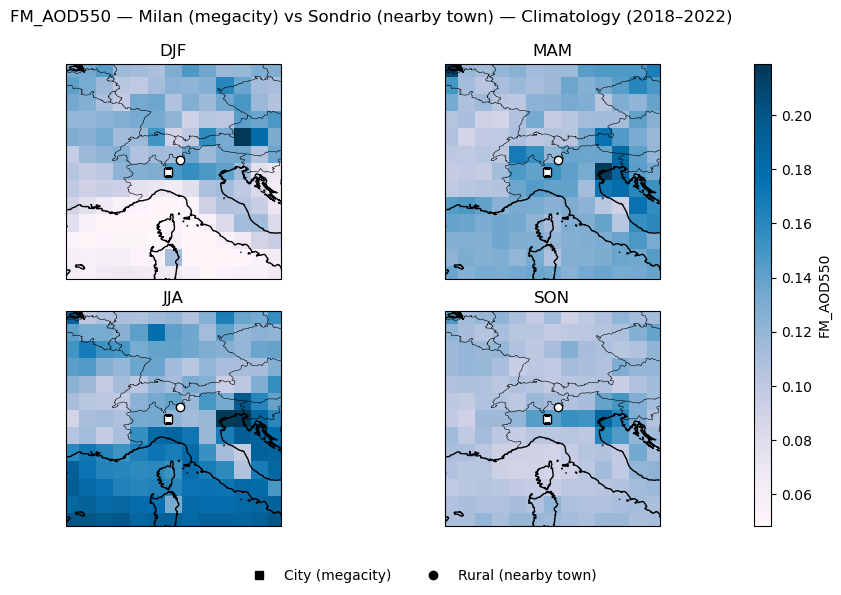 FM_AOD550 — Milan (megacity) vs Sondrio (nearby town) — Climatology (2018–2022)
DJF
MAM
0.20
0.18
0.16
0.14
0.12
0.10
0.08
0.06
FM_AOD550
JJA
SON
City (megacity)
Rural (nearby town)